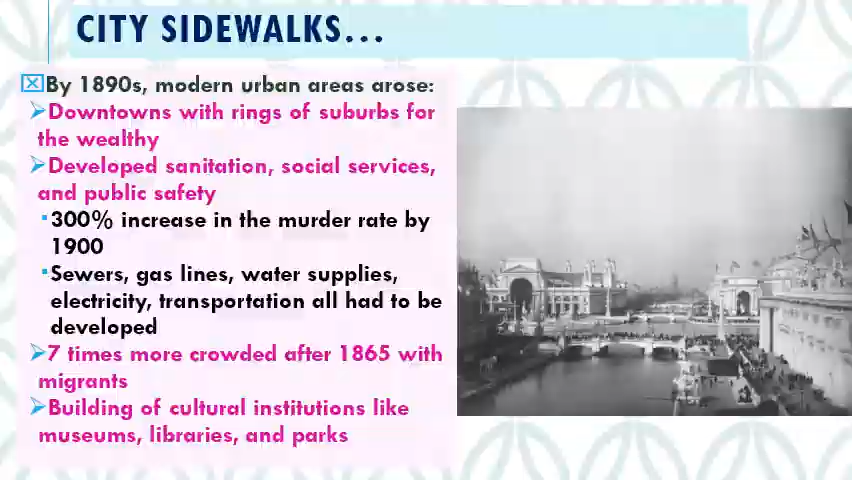 CITY SIDEWALKS...
By 1890s, modern urban areas arose:
Downtowns with rings of suburbs for
the wealthy
Developed sanitation, social services,
and public safety
300% increase in the murder rate by
1900
Sewers, gas lines, water supplies,
electricity, transportation all had to be
developed
7 times more crowded after 1865 with
migrants
Building of cultural institutions like
museums, libraries, and parks